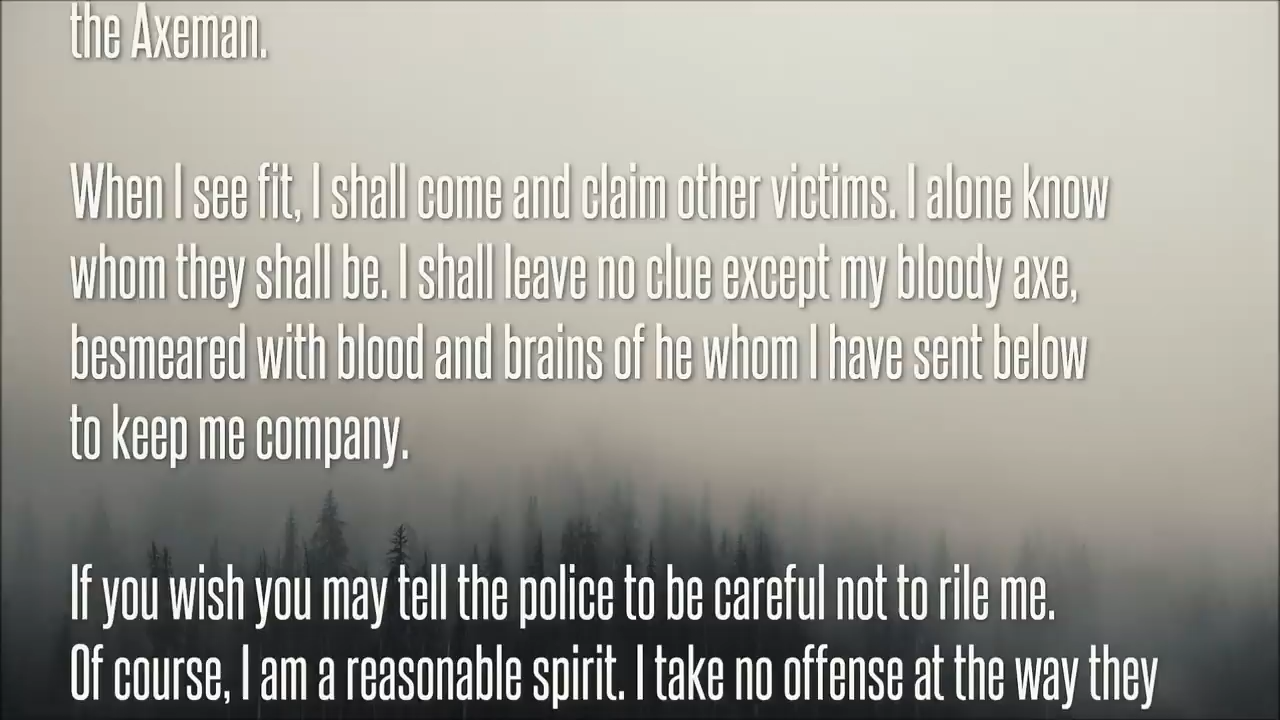 the Axeman.
When I see fit, I shall come and claim other victims. I alone know
whom they shall be. I shall leave no clue except my bloody axe,
besmeared with blood and brains of he whom I have sent below
to keep me company.
If you wish you may tell the police to be careful not to rile me.
Of course, I am a reasonable spirit. I take no offense at the way they